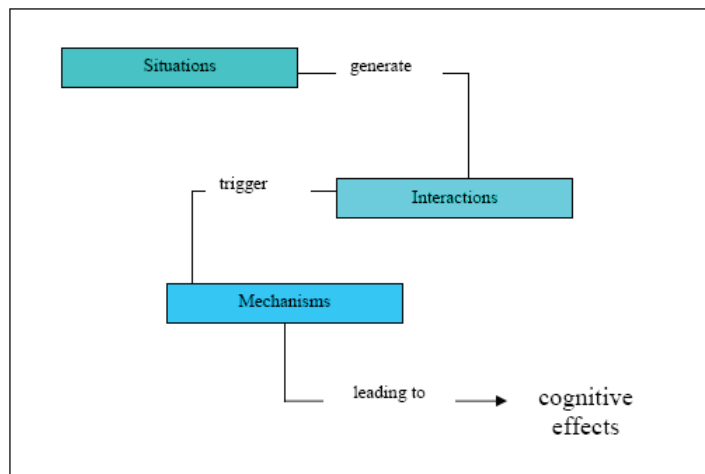 Situations
generate
trigger
Interactions
Mechanisms
leading to
cognitive
effects